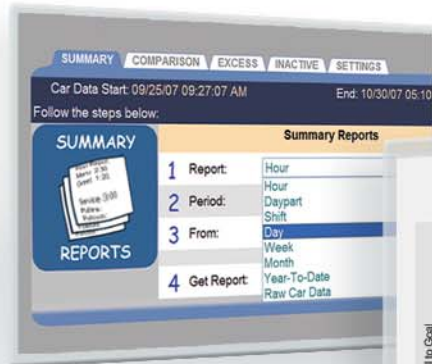 SUMMARY COMPARISON EXCESS INACTIVE SETTINGS
Car Data Start: 09/25/07 09:27:07 AM End: 10/30/07 05:10
Follow the steps below:
SUMMARY
REPORTS
Summary Reports
1 Report: Hour
Hour
2 Period: Daypart
Shift
3 From: Day
Week
Month
4 Get Report: Year-To-Date
Raw Car Data
to Goal